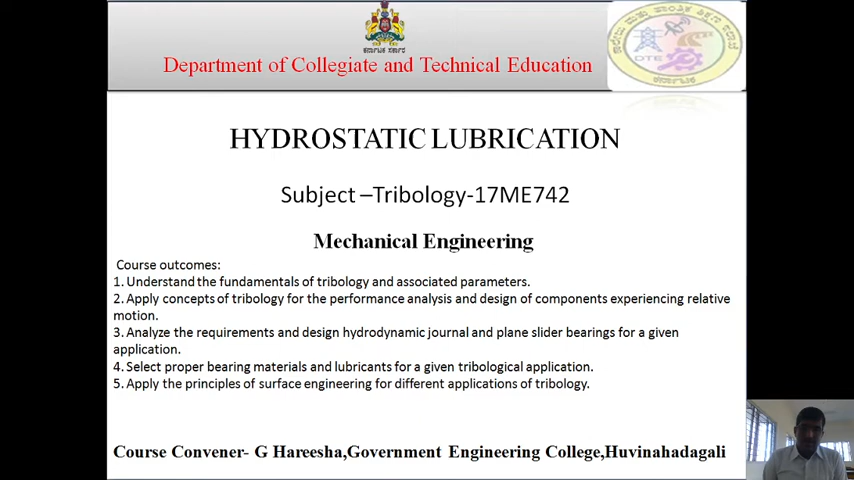 Department of Collegiate and Technical Education
DTE
HYDROSTATIC LUBRICATION
Subject –Tribology-17ME742
Mechanical Engineering
Course outcomes:
1. Understand the fundamentals of tribology and associated parameters.
2. Apply concepts of tribology for the performance analysis and design of components experiencing relative
motion.
3. Analyze the requirements and design hydrodynamic journal and plane slider bearings for a given
application.
4. Select proper bearing materials and lubricants for a given tribological application.
5. Apply the principles of surface engineering for different applications of tribology.
Course Convener- G Hareesha,Government Engineering College,Huvinahadagali